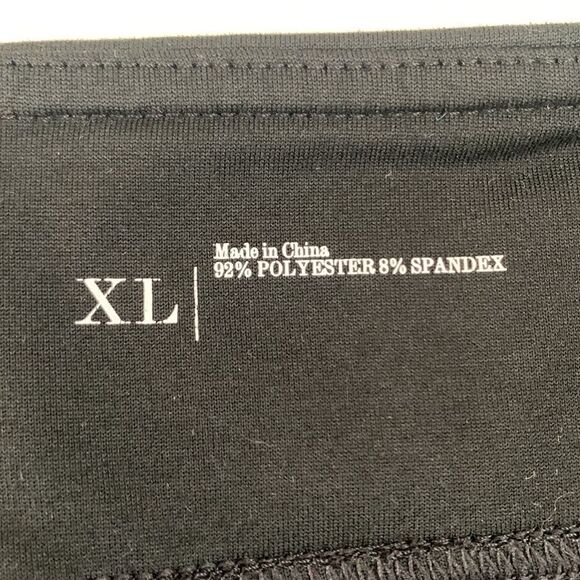 XL
Made in China
92% POLYESTER 8% SPANDEX